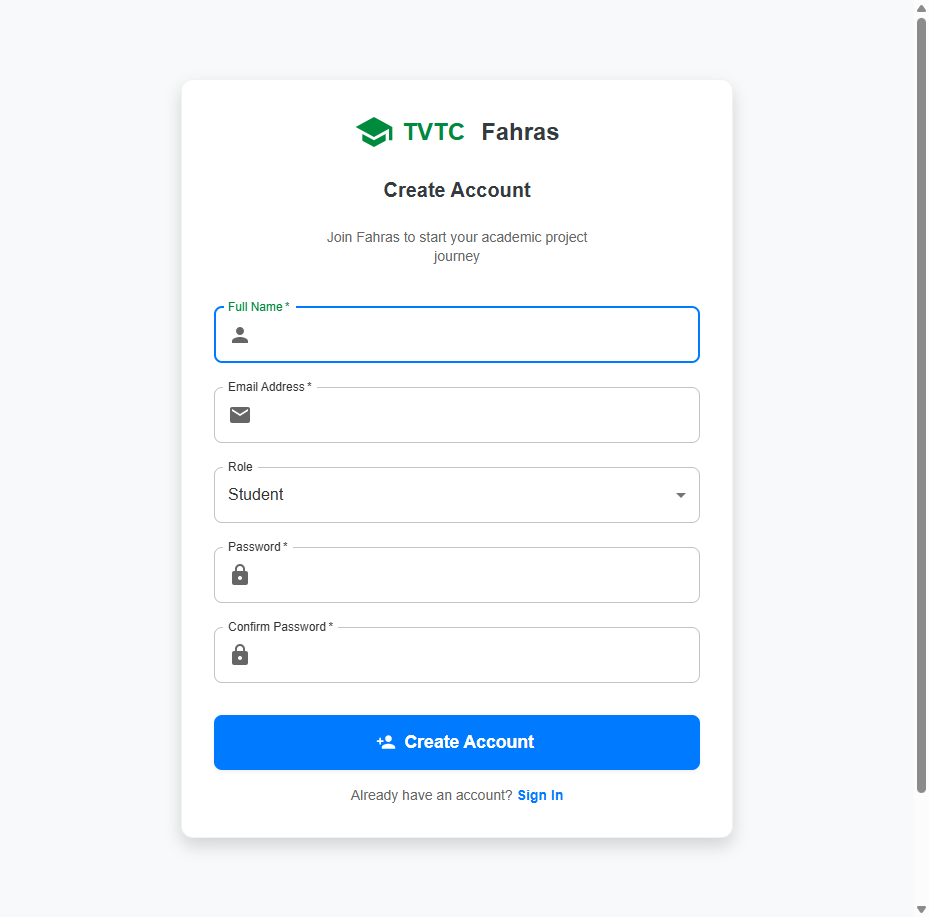 TVTC Fahras
Create Account
Join Fahras to start your academic project
journey
Full Name *
Email Address *
Role
Student
Password *
Confirm Password *
Create Account
Already have an account? Sign In